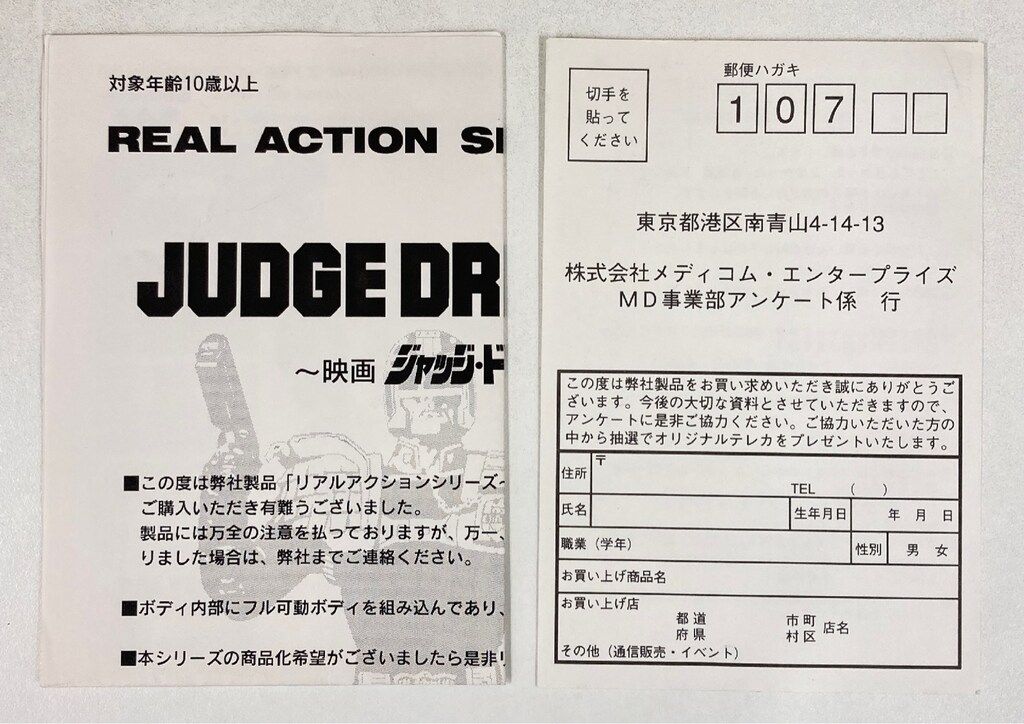 対象年齢10歳以上
REAL ACTION
JUDGE DR
～映画 ジャッジ・ド
■この度は弊社製品「リアルアクションシリーズ～
ご購入いただき有難うございました。
製品には万全の注意を払っておりますが、万一、
りました場合は、弊社までご連絡ください。
■ボディ内部にフル可動ボディを組み込んであり、
■本シリーズの商品化希望がございましたら是非
切手を
貼って
ください
郵便ハガキ
107
東京都港区南青山4-14-13
株式会社メディコム・エンタープライズ
ＭＤ事業部アンケート係 行
この度は弊社製品をお買い求めいただき誠にありがとうご
ざいます。今後の大切な資料とさせていただきますので、
アンケートに是非ご協力ください。ご協力いただいた方の
中から抽選でオリジナルテレカをプレゼントいたします。
住所 〒
TEL （ ）
氏名 生年月日 年 月 日
職業（学年） 性別 男 女
お買い上げ商品名
お買い上げ店
都道 市町 店名
府県 村区
その他（通信販売・イベント）